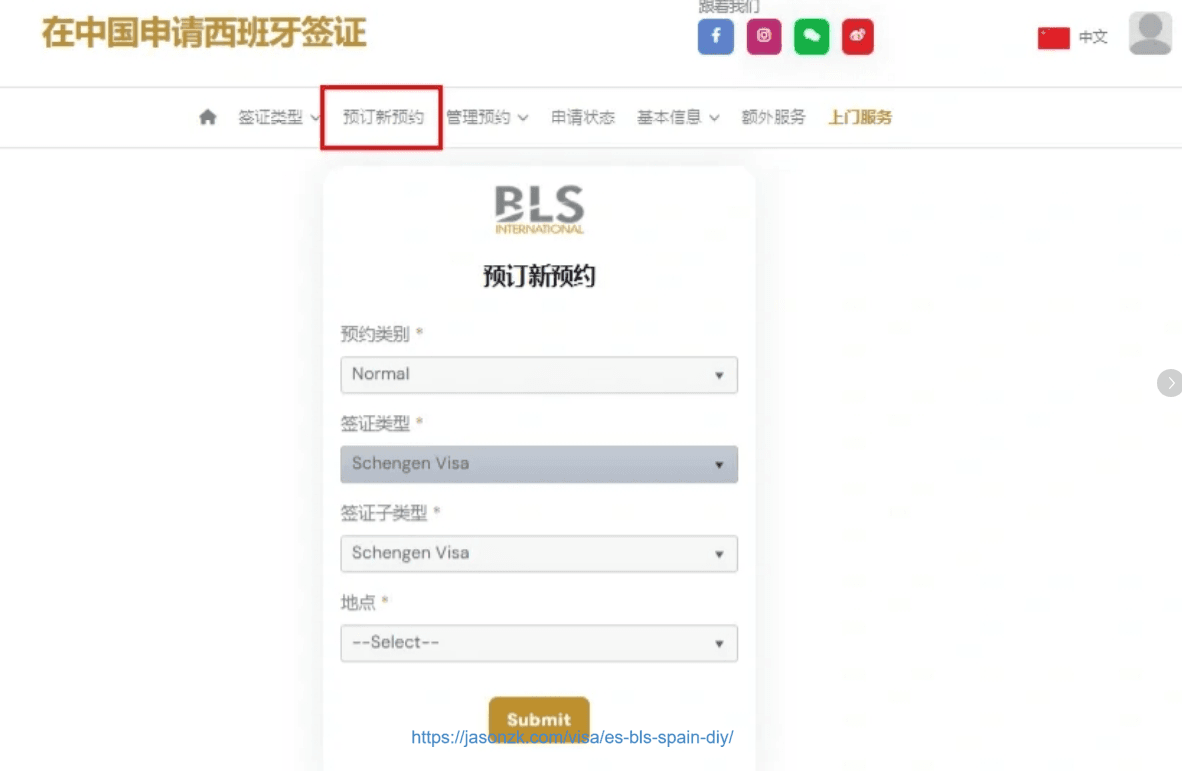 跟着我们
在中国申请西班牙签证
中文
签证类型 预订新预约 管理预约 申请状态 基本信息 额外服务 上门服务
BLS
INTERNATIONAL
预订新预约
预约类别 *
Normal
签证类型 *
Schengen Visa
签证子类型 *
Schengen Visa
地点 *
--Select--
Submit
https://jasonzk.com/visa/es-bls-spain-diy/